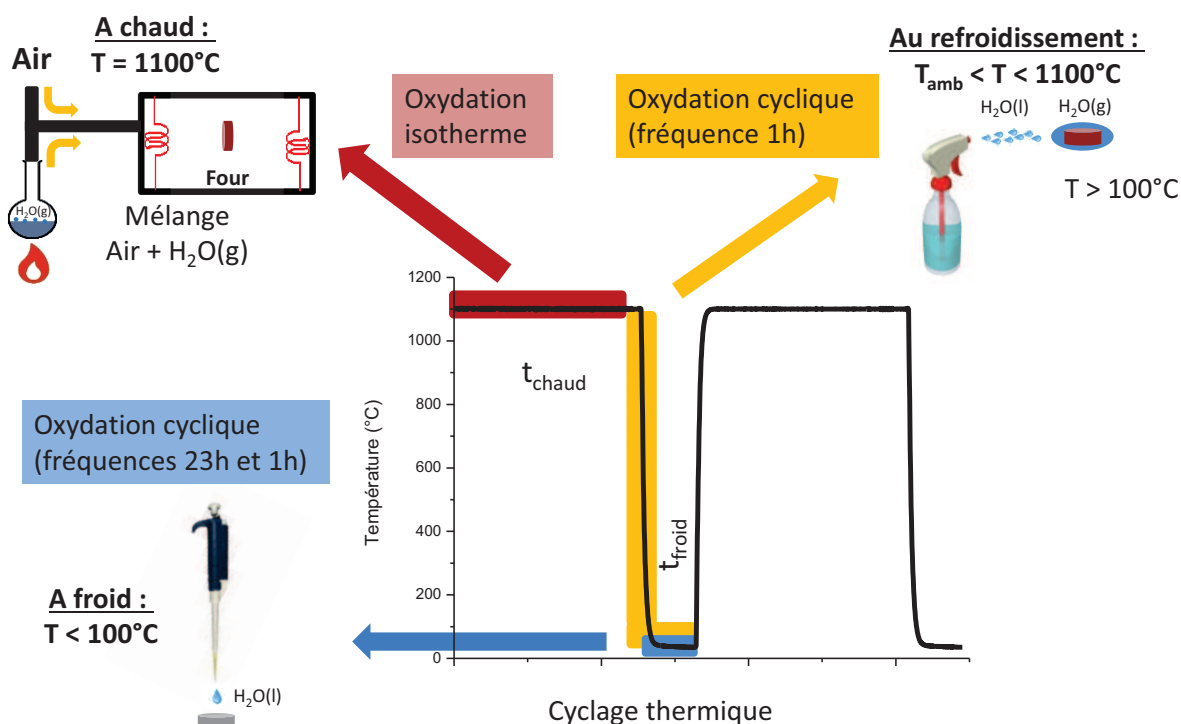 A chaud :
T = 1100°C
Air
H₂O(g)
Four
Mélange
Air + H₂O(g)
Oxydation
isotherme
Oxydation cyclique
(fréquence 1h)
Au refroidissement :
Tamb < T < 1100°C
H₂O(l)
H₂O(g)
T > 100°C
Oxydation cyclique
(fréquences 23h et 1h)
A froid :
T < 100°C
H₂O(l)
Température (°C)
1200
1000
800
600
400
200
0
tchaud
tfroid
Cyclage thermique